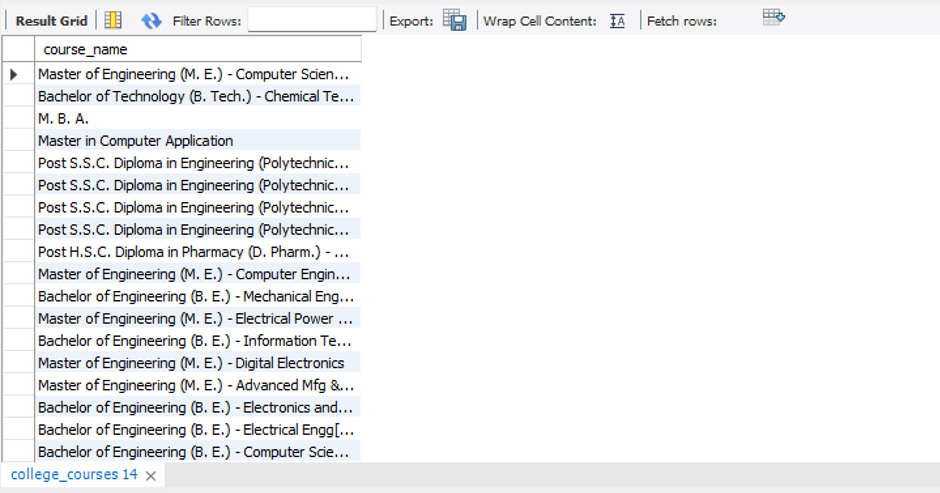 Result Grid Filter Rows: Export: Wrap Cell Content: Fetch rows:
course_name
Master of Engineering (M. E.) - Computer Scien...
Bachelor of Technology (B. Tech.) - Chemical Te...
M. B. A.
Master in Computer Application
Post S.S.C. Diploma in Engineering (Polytechnic...
Post S.S.C. Diploma in Engineering (Polytechnic...
Post S.S.C. Diploma in Engineering (Polytechnic...
Post S.S.C. Diploma in Engineering (Polytechnic...
Post H.S.C. Diploma in Pharmacy (D. Pharm.) - ...
Master of Engineering (M. E.) - Computer Engin...
Bachelor of Engineering (B. E.) - Mechanical Eng...
Master of Engineering (M. E.) - Electrical Power ...
Bachelor of Engineering (B. E.) - Information Te...
Master of Engineering (M. E.) - Digital Electronics
Master of Engineering (M. E.) - Advanced Mfg &...
Bachelor of Engineering (B. E.) - Electronics and...
Bachelor of Engineering (B. E.) - Electrical Engg[...
Bachelor of Engineering (B. E.) - Computer Scie...
college_courses 14